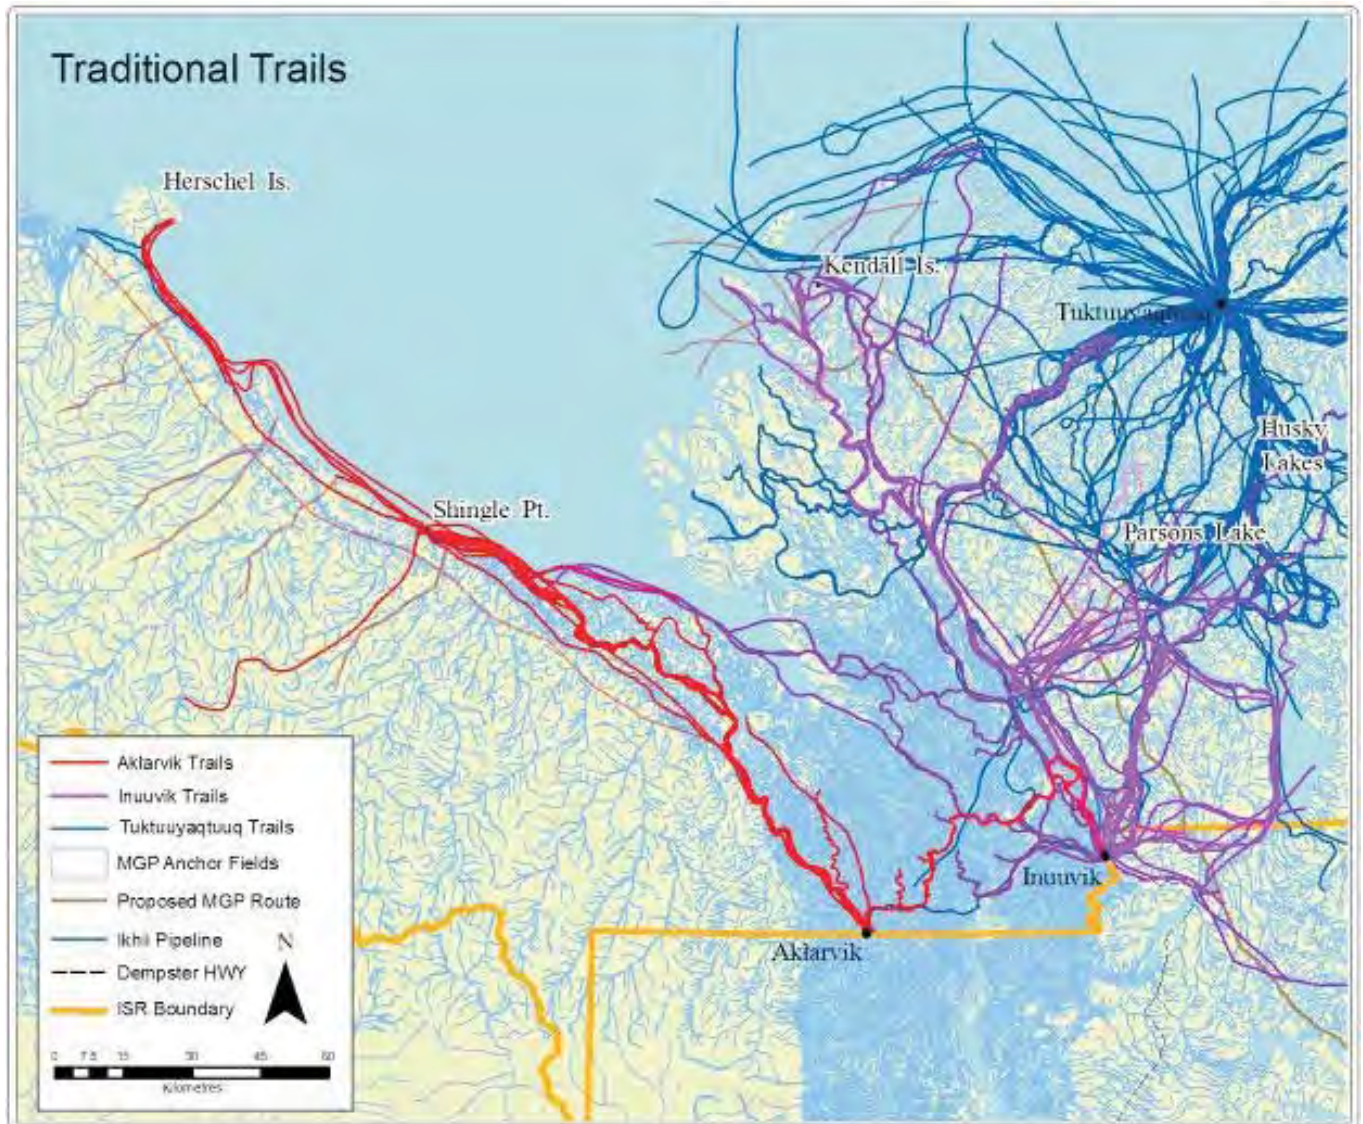 Traditional Trails
Herschel Is.
Kendall Is.
Tuktuuyaqtuuq
Husky
Lakes
Shingle Pt.
Parsons Lake
Inuuvik
Aklarvik
Aklarvik Trails
Inuuvik Trails
Tuktuuyaqtuuq Trails
MGP Anchor Fields
Proposed MGP Route
Ikhil Pipeline
N
Dempster HWY
ISR Boundary
0 7.5 15 30 45 60
Kilometres